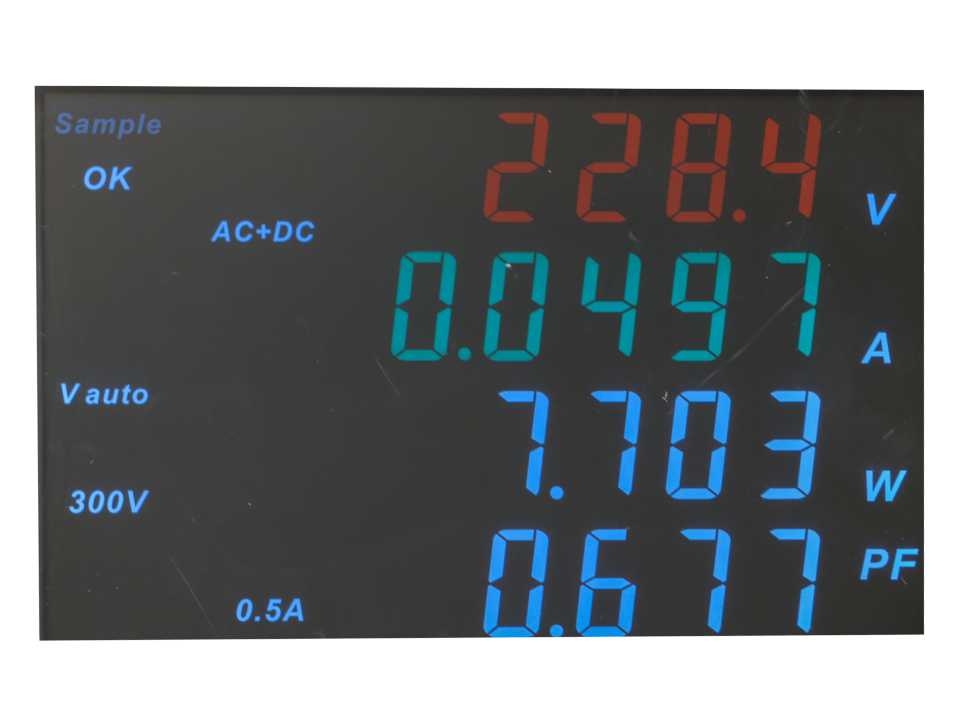 Sample
228.4 V
OK
AC+DC
0.0497 A
V auto
7.703 W
300V
0.677 PF
0.5A